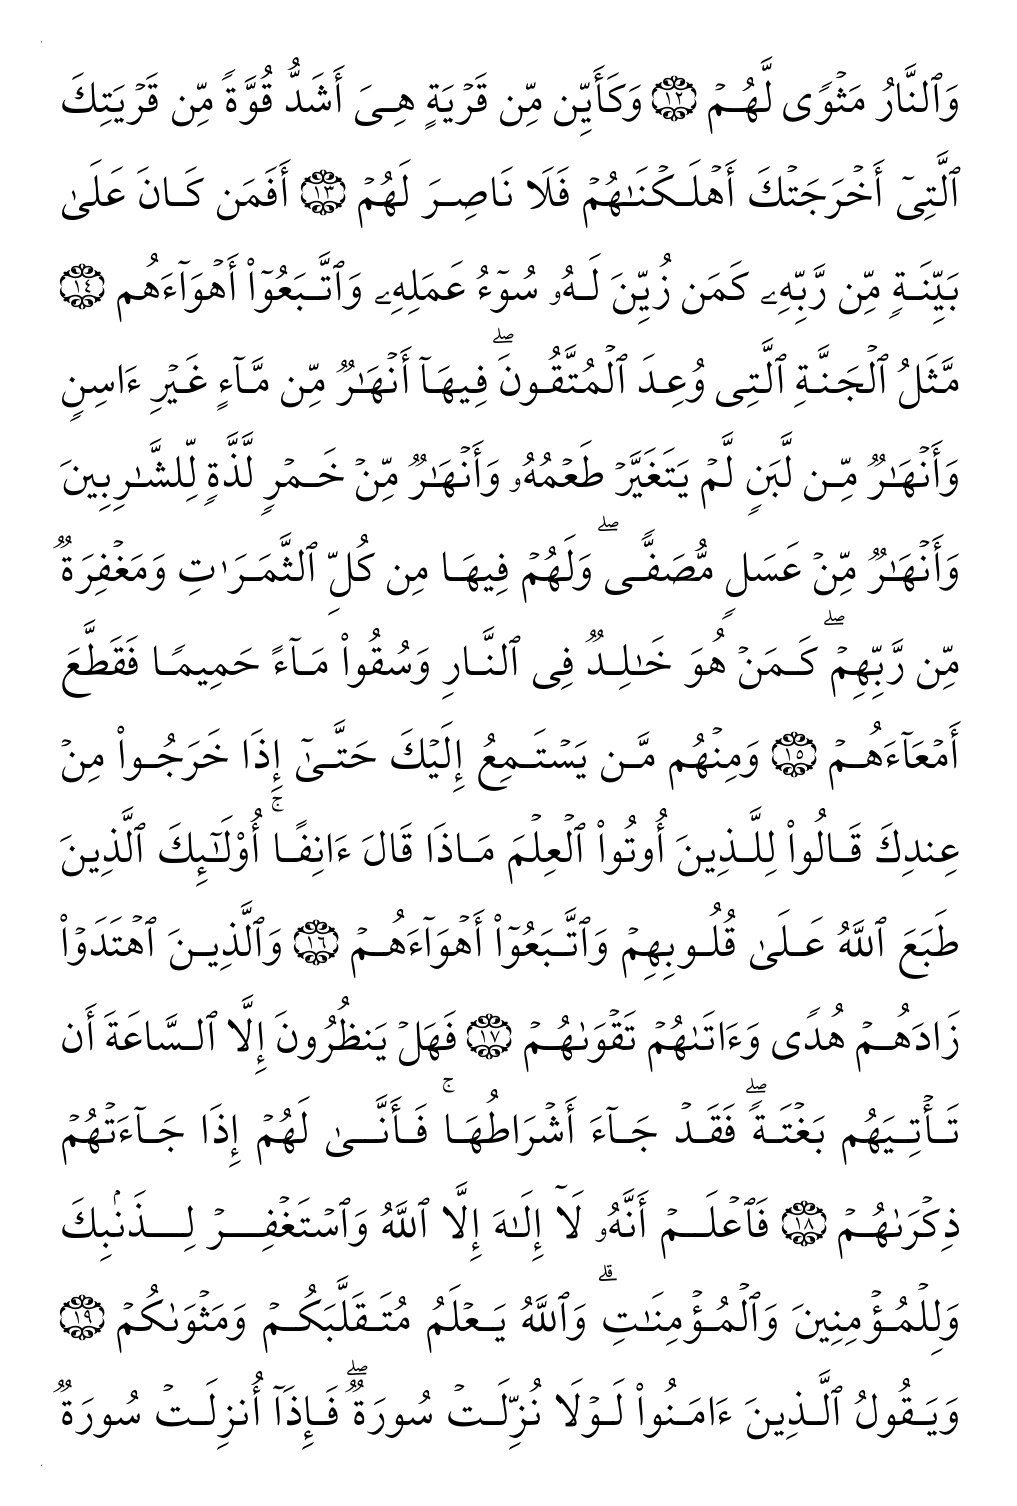 وَٱلنَّارُ مَثْوًى لَّهُمْ ١٢ وَكَأَيِّن مِّن قَرْيَةٍ هِىَ أَشَدُّ قُوَّةً مِّن قَرْيَتِكَ
ٱلَّتِىٓ أَخْرَجَتْكَ أَهْلَكْنَـٰهُمْ فَلَا نَاصِرَ لَهُمْ ١٣ أَفَمَن كَانَ عَلَىٰ
بَيِّنَةٍ مِّن رَّبِّهِۦ كَمَن زُيِّنَ لَهُۥ سُوٓءُ عَمَلِهِۦ وَٱتَّبَعُوٓا۟ أَهْوَآءَهُم ١٤
مَّثَلُ ٱلْجَنَّةِ ٱلَّتِى وُعِدَ ٱلْمُتَّقُونَ ۖ فِيهَآ أَنْهَـٰرٌ مِّن مَّآءٍ غَيْرِ ءَاسِنٍ
وَأَنْهَـٰرٌ مِّن لَّبَنٍ لَّمْ يَتَغَيَّرْ طَعْمُهُۥ وَأَنْهَـٰرٌ مِّنْ خَمْرٍ لَّذَّةٍ لِّلشَّـٰرِبِينَ
وَأَنْهَـٰرٌ مِّنْ عَسَلٍ مُّصَفًّى ۖ وَلَهُمْ فِيهَا مِن كُلِّ ٱلثَّمَرَٰتِ وَمَغْفِرَةٌ
مِّن رَّبِّهِمْ ۖ كَمَنْ هُوَ خَـٰلِدٌ فِى ٱلنَّارِ وَسُقُوا۟ مَآءً حَمِيمًا فَقَطَّعَ
أَمْعَآءَهُمْ ١٥ وَمِنْهُم مَّن يَسْتَمِعُ إِلَيْكَ حَتَّىٰٓ إِذَا خَرَجُوا۟ مِنْ
عِندِكَ قَالُوا۟ لِلَّذِينَ أُوتُوا۟ ٱلْعِلْمَ مَاذَا قَالَ ءَانِفًا ۚ أُو۟لَـٰٓئِكَ ٱلَّذِينَ
طَبَعَ ٱللَّهُ عَلَىٰ قُلُوبِهِمْ وَٱتَّبَعُوٓا۟ أَهْوَآءَهُمْ ١٦ وَٱلَّذِينَ ٱهْتَدَوْا۟
زَادَهُمْ هُدًى وَءَاتَىٰهُمْ تَقْوَىٰهُمْ ١٧ فَهَلْ يَنظُرُونَ إِلَّا ٱلسَّاعَةَ أَن
تَأْتِيَهُم بَغْتَةً ۖ فَقَدْ جَآءَ أَشْرَاطُهَا ۚ فَأَنَّىٰ لَهُمْ إِذَا جَآءَتْهُمْ
ذِكْرَىٰهُمْ ١٨ فَٱعْلَمْ أَنَّهُۥ لَآ إِلَـٰهَ إِلَّا ٱللَّهُ وَٱسْتَغْفِرْ لِذَنۢبِكَ
وَلِلْمُؤْمِنِينَ وَٱلْمُؤْمِنَـٰتِ ۗ وَٱللَّهُ يَعْلَمُ مُتَقَلَّبَكُمْ وَمَثْوَىٰكُمْ ١٩
وَيَقُولُ ٱلَّذِينَ ءَامَنُوا۟ لَوْلَا نُزِّلَتْ سُورَةٌ ۖ فَإِذَآ أُنزِلَتْ سُورَةٌ